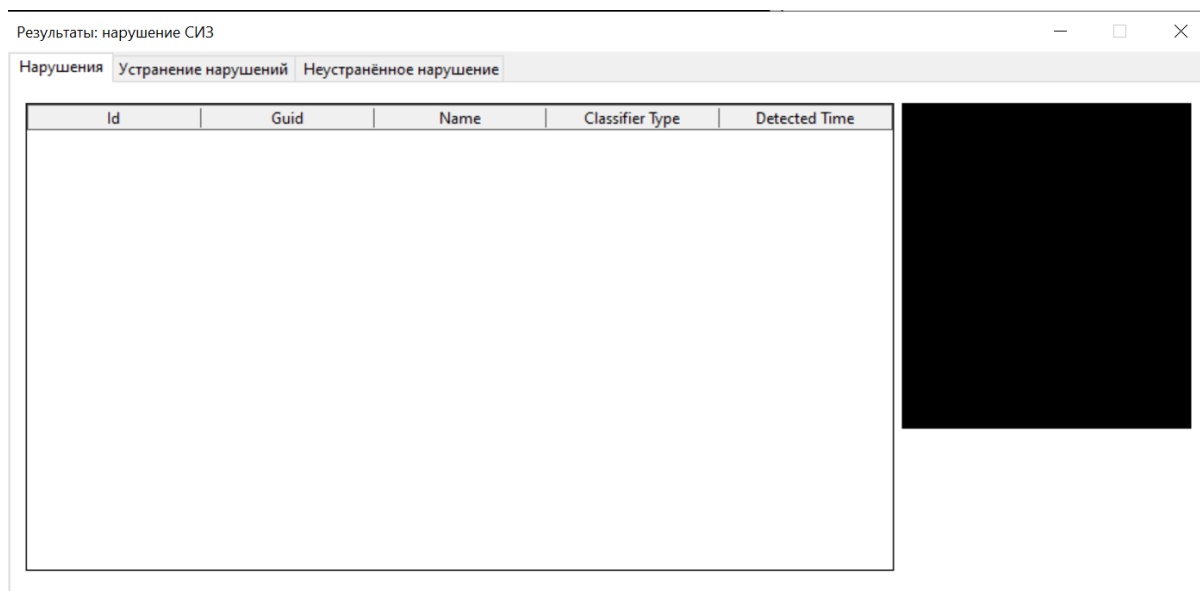 Результаты: нарушение СИЗ
Нарушения Устранение нарушений Неустранённое нарушение
Id Guid Name Classifier Type Detected Time